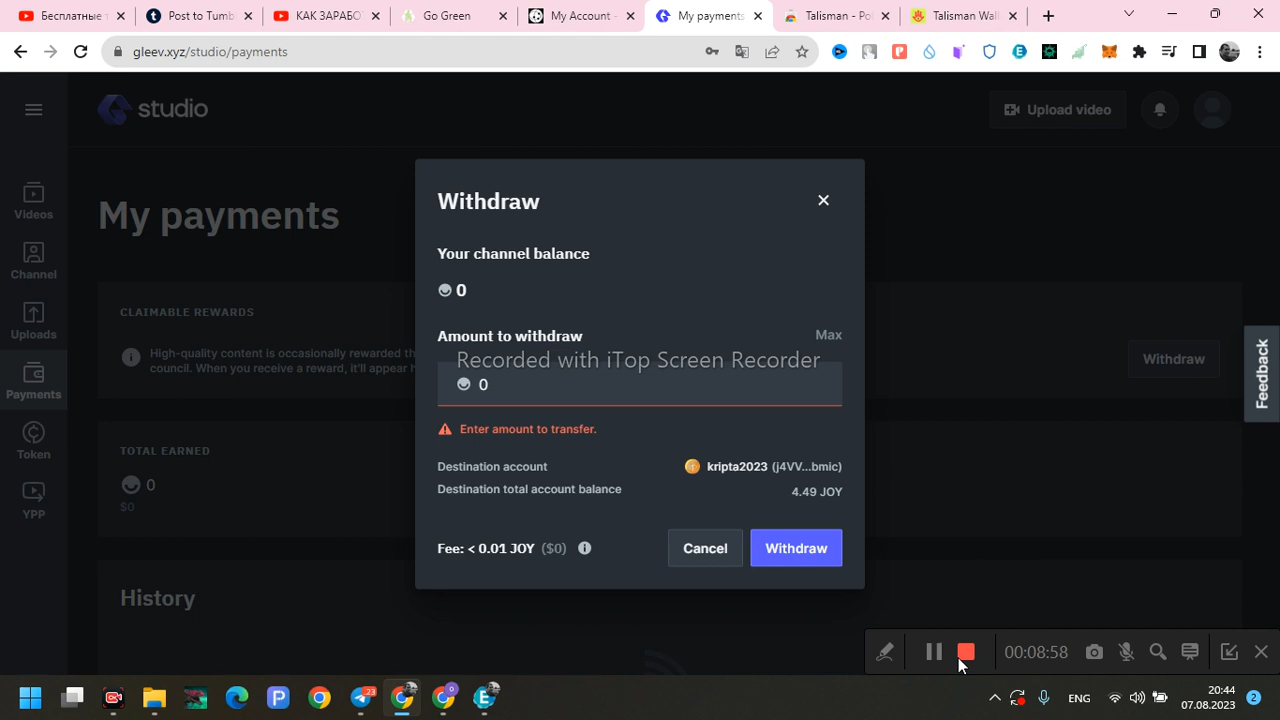 Бесплатные
Post to Tumb
КАК ЗАРАБО
Go Green
My Account -
My payments
Talisman - Pol
Talisman Wall
gleev.xyz/studio/payments
studio
Upload video
Videos
Channel
Uploads
Payments
Token
YPP
My payments
CLAIMABLE REWARDS
High-quality content is occasionally rewarded th
council. When you receive a reward, it'll appear h
Withdraw
TOTAL EARNED
0
$0
History
Withdraw
Your channel balance
0
Amount to withdraw Max
Recorded with iTop Screen Recorder
0
Enter amount to transfer.
Destination account kripta2023 (j4VV...bmic)
Destination total account balance 4.49 JOY
Fee: < 0.01 JOY ($0) Cancel Withdraw
Feedback
00:08:58
23
ENG
20:44
07.08.2023
2